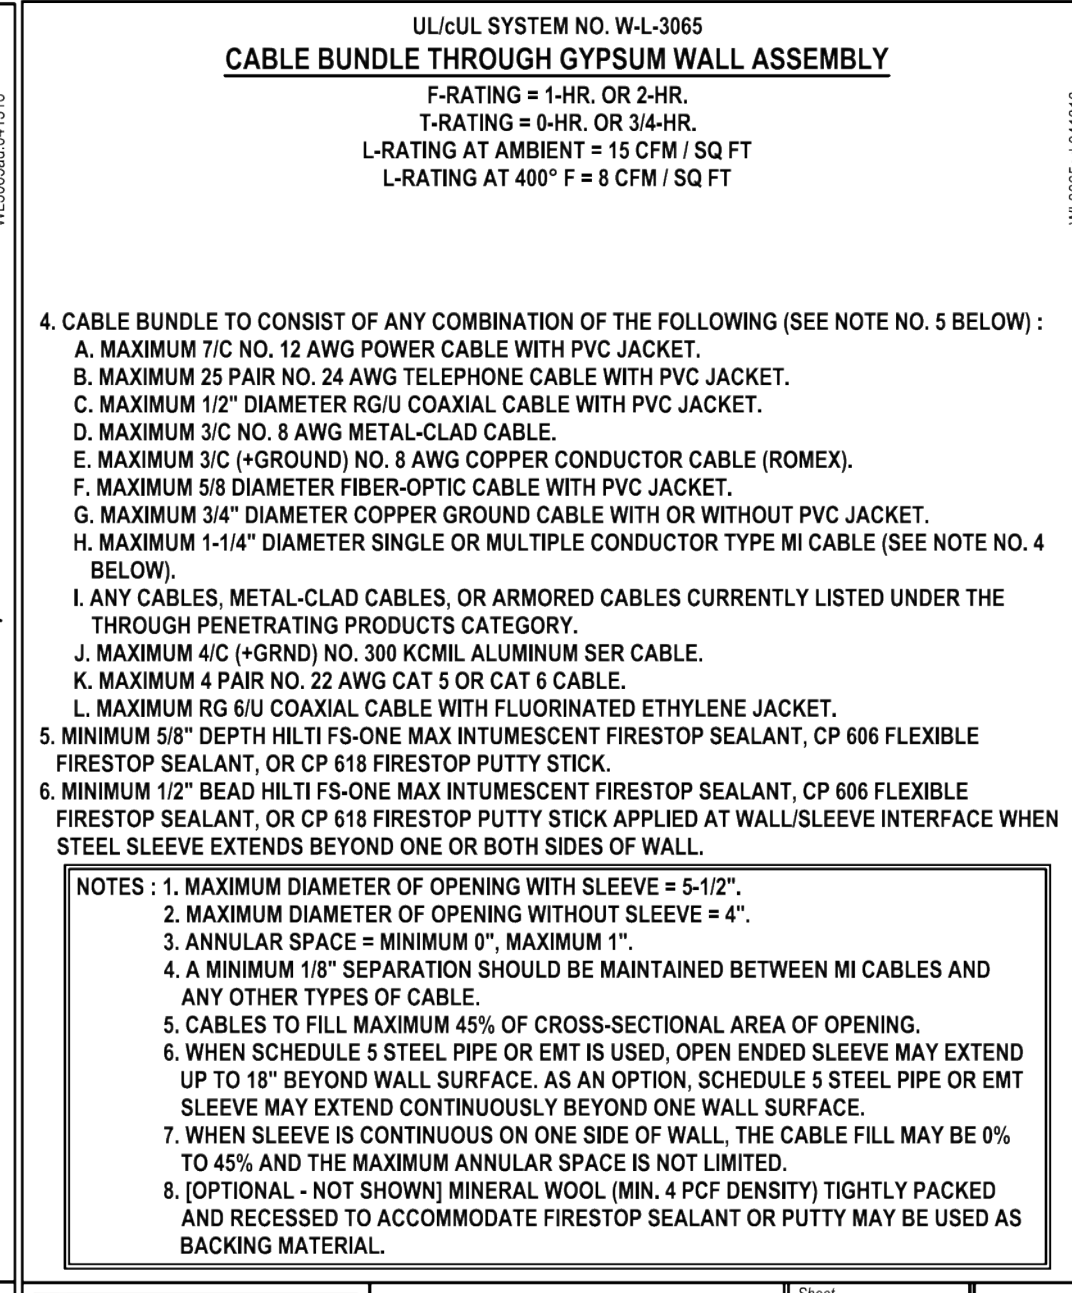 UL/cUL SYSTEM NO. W-L-3065
CABLE BUNDLE THROUGH GYPSUM WALL ASSEMBLY
F-RATING = 1-HR. OR 2-HR.
T-RATING = 0-HR. OR 3/4-HR.
L-RATING AT AMBIENT = 15 CFM / SQ FT
L-RATING AT 400° F = 8 CFM / SQ FT
4. CABLE BUNDLE TO CONSIST OF ANY COMBINATION OF THE FOLLOWING (SEE NOTE NO. 5 BELOW) :
A. MAXIMUM 7/C NO. 12 AWG POWER CABLE WITH PVC JACKET.
B. MAXIMUM 25 PAIR NO. 24 AWG TELEPHONE CABLE WITH PVC JACKET.
C. MAXIMUM 1/2" DIAMETER RG/U COAXIAL CABLE WITH PVC JACKET.
D. MAXIMUM 3/C NO. 8 AWG METAL-CLAD CABLE.
E. MAXIMUM 3/C (+GROUND) NO. 8 AWG COPPER CONDUCTOR CABLE (ROMEX).
F. MAXIMUM 5/8 DIAMETER FIBER-OPTIC CABLE WITH PVC JACKET.
G. MAXIMUM 3/4" DIAMETER COPPER GROUND CABLE WITH OR WITHOUT PVC JACKET.
H. MAXIMUM 1-1/4" DIAMETER SINGLE OR MULTIPLE CONDUCTOR TYPE MI CABLE (SEE NOTE NO. 4
BELOW).
I. ANY CABLES, METAL-CLAD CABLES, OR ARMORED CABLES CURRENTLY LISTED UNDER THE
THROUGH PENETRATING PRODUCTS CATEGORY.
J. MAXIMUM 4/C (+GRND) NO. 300 KCMIL ALUMINUM SER CABLE.
K. MAXIMUM 4 PAIR NO. 22 AWG CAT 5 OR CAT 6 CABLE.
L. MAXIMUM RG 6/U COAXIAL CABLE WITH FLUORINATED ETHYLENE JACKET.
5. MINIMUM 5/8" DEPTH HILTI FS-ONE MAX INTUMESCENT FIRESTOP SEALANT, CP 606 FLEXIBLE
FIRESTOP SEALANT, OR CP 618 FIRESTOP PUTTY STICK.
6. MINIMUM 1/2" BEAD HILTI FS-ONE MAX INTUMESCENT FIRESTOP SEALANT, CP 606 FLEXIBLE
FIRESTOP SEALANT, OR CP 618 FIRESTOP PUTTY STICK APPLIED AT WALL/SLEEVE INTERFACE WHEN
STEEL SLEEVE EXTENDS BEYOND ONE OR BOTH SIDES OF WALL.
NOTES : 1. MAXIMUM DIAMETER OF OPENING WITH SLEEVE = 5-1/2".
2. MAXIMUM DIAMETER OF OPENING WITHOUT SLEEVE = 4".
3. ANNULAR SPACE = MINIMUM 0", MAXIMUM 1".
4. A MINIMUM 1/8" SEPARATION SHOULD BE MAINTAINED BETWEEN MI CABLES AND
ANY OTHER TYPES OF CABLE.
5. CABLES TO FILL MAXIMUM 45% OF CROSS-SECTIONAL AREA OF OPENING.
6. WHEN SCHEDULE 5 STEEL PIPE OR EMT IS USED, OPEN ENDED SLEEVE MAY EXTEND
UP TO 18" BEYOND WALL SURFACE. AS AN OPTION, SCHEDULE 5 STEEL PIPE OR EMT
SLEEVE MAY EXTEND CONTINUOUSLY BEYOND ONE WALL SURFACE.
7. WHEN SLEEVE IS CONTINUOUS ON ONE SIDE OF WALL, THE CABLE FILL MAY BE 0%
TO 45% AND THE MAXIMUM ANNULAR SPACE IS NOT LIMITED.
8. [OPTIONAL - NOT SHOWN] MINERAL WOOL (MIN. 4 PCF DENSITY) TIGHTLY PACKED
AND RECESSED TO ACCOMMODATE FIRESTOP SEALANT OR PUTTY MAY BE USED AS
BACKING MATERIAL.
Sheet